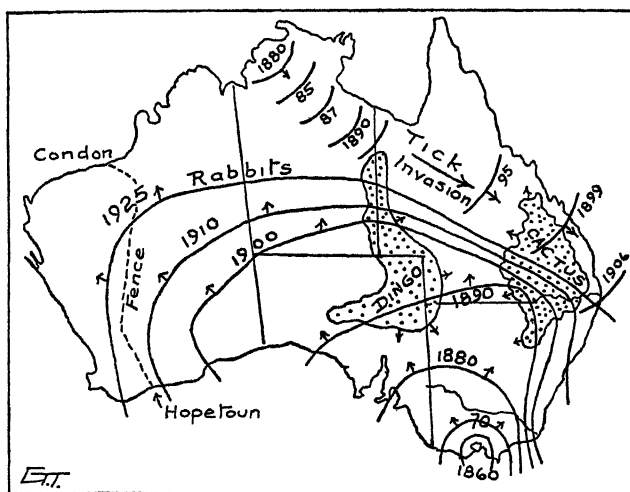 1880
85
87
1890
Tick
Invasion
95
1899
1906
CACTUS
Condon
Rabbits
1925
1910
1900
Fence
DINGO
1890
1880
70
1860
Hopetoun
G.T.